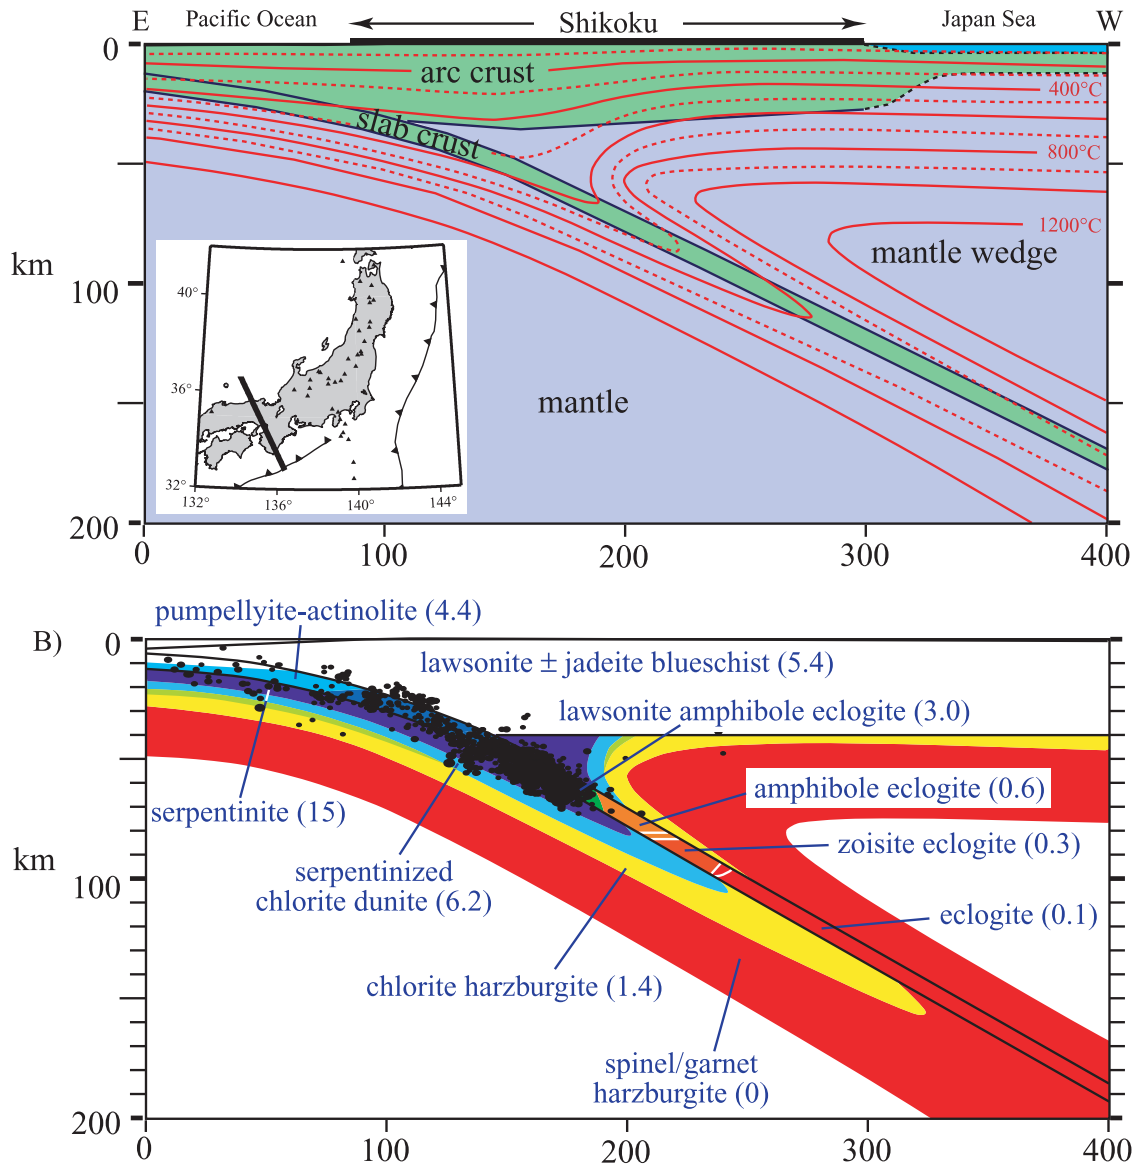 E
Pacific Ocean
Shikoku
Japan Sea
W
0
arc crust
400°C
slab crust
800°C
1200°C
mantle wedge
km
100
mantle
40°
36°
32°
132°
136°
140°
144°
200
0
100
200
300
400
pumpellyite-actinolite (4.4)
B)
0
lawsonite ± jadeite blueschist (5.4)
lawsonite amphibole eclogite (3.0)
amphibole eclogite (0.6)
serpentinite (15)
zoisite eclogite (0.3)
km
serpentinized
chlorite dunite (6.2)
100
eclogite (0.1)
chlorite harzburgite (1.4)
spinel/garnet
harzburgite (0)
200
0
100
200
300
400